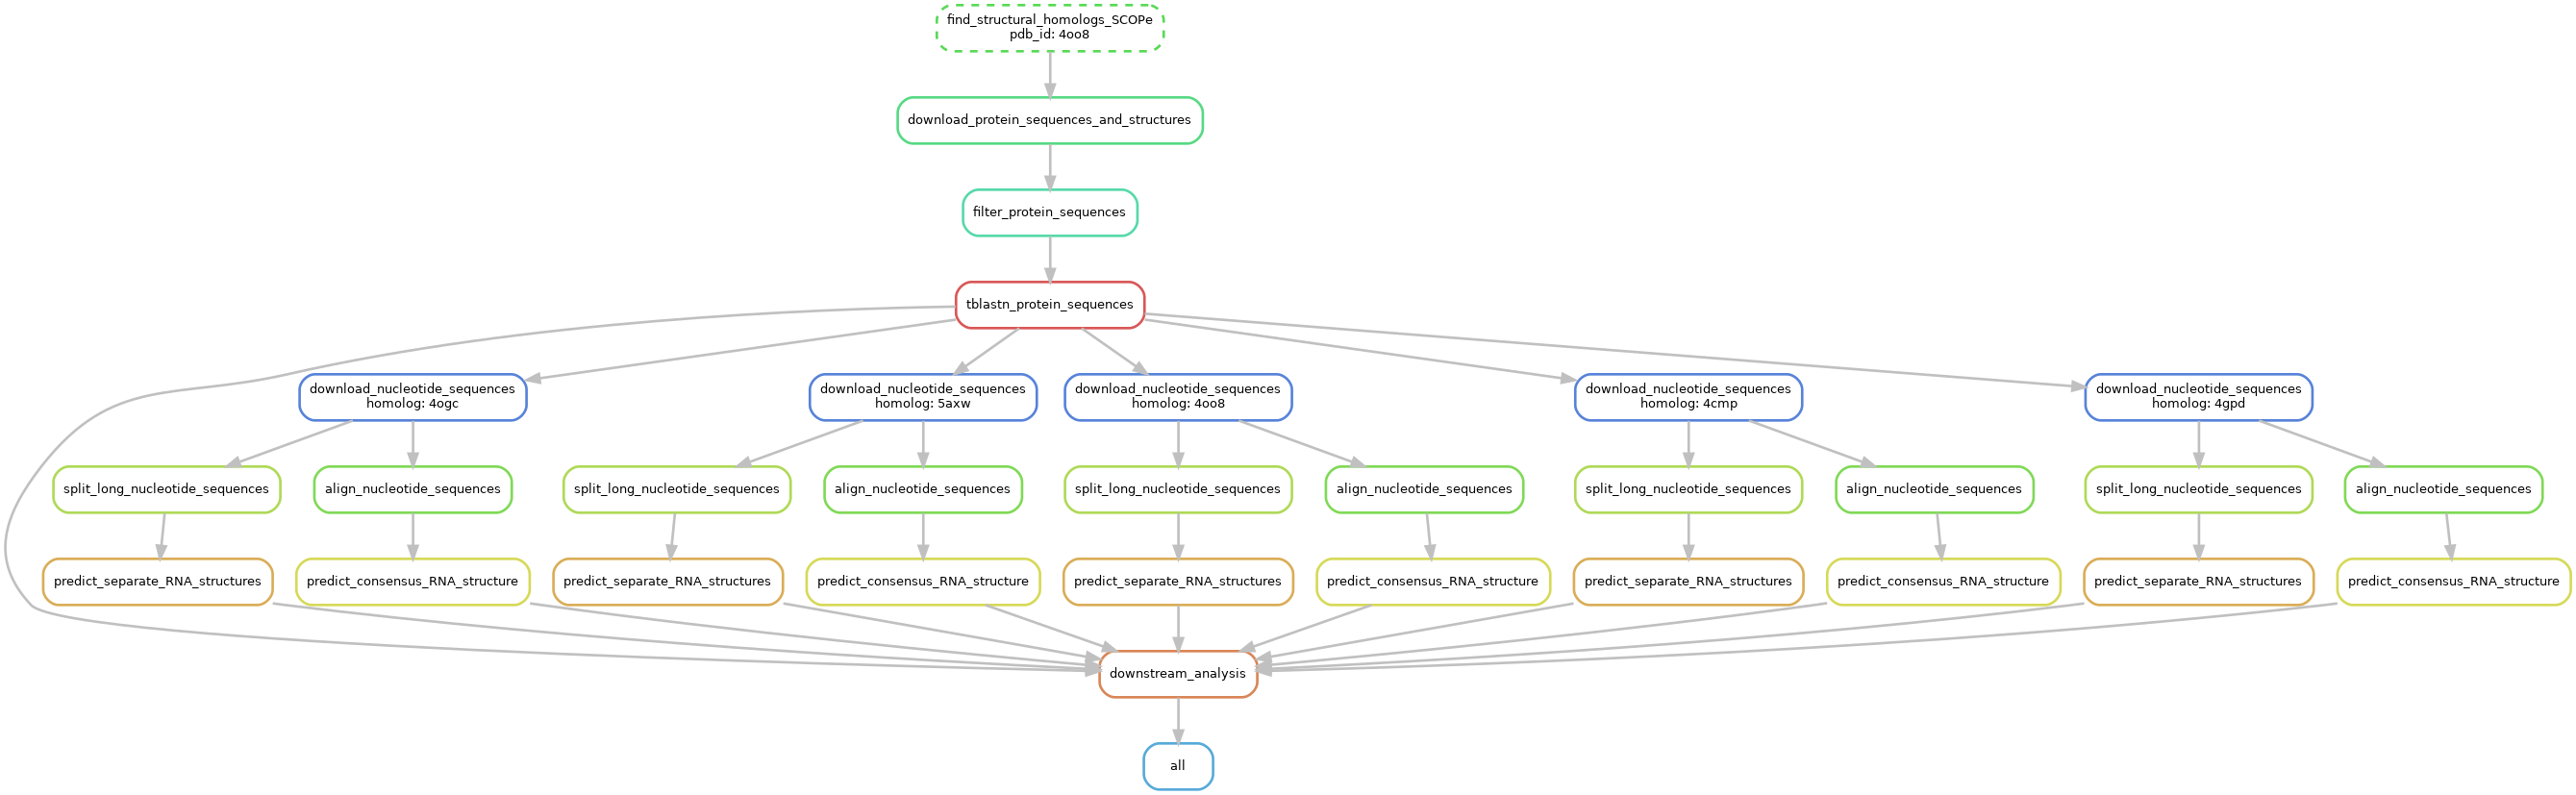 find_structural_homologs_SCOPe
pdb_id: 4oo8
download_protein_sequences_and_structures
filter_protein_sequences
tblastn_protein_sequences
download_nucleotide_sequences
homolog: 4ogc
download_nucleotide_sequences
homolog: 5axw
download_nucleotide_sequences
homolog: 4oo8
download_nucleotide_sequences
homolog: 4cmp
download_nucleotide_sequences
homolog: 4gpd
split_long_nucleotide_sequences
align_nucleotide_sequences
split_long_nucleotide_sequences
align_nucleotide_sequences
split_long_nucleotide_sequences
align_nucleotide_sequences
split_long_nucleotide_sequences
align_nucleotide_sequences
split_long_nucleotide_sequences
align_nucleotide_sequences
predict_separate_RNA_structures
predict_consensus_RNA_structure
predict_separate_RNA_structures
predict_consensus_RNA_structure
predict_separate_RNA_structures
predict_consensus_RNA_structure
predict_separate_RNA_structures
predict_consensus_RNA_structure
predict_separate_RNA_structures
predict_consensus_RNA_structure
downstream_analysis
all